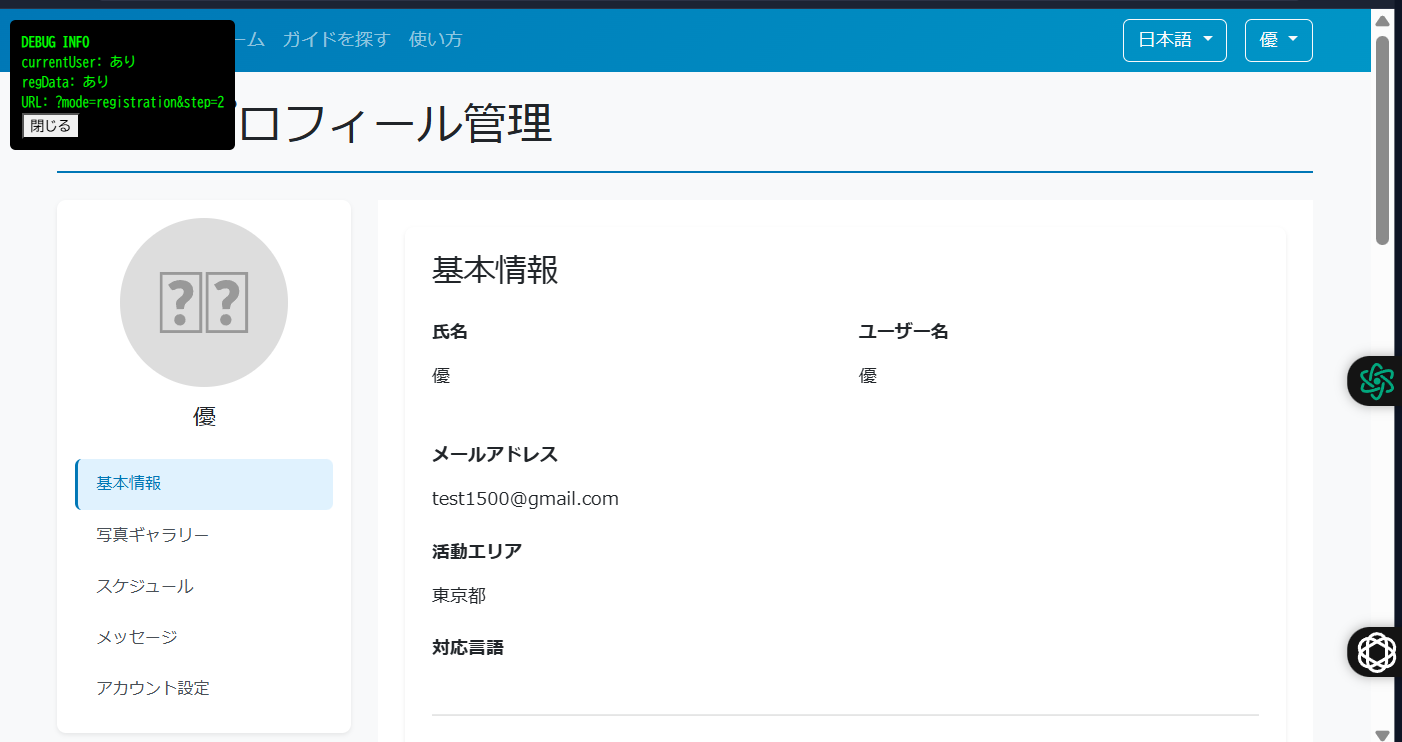 DEBUG INFO
currentUser: あり
regData: あり
URL: ?mode=registration&step=2
閉じる
ーム ガイドを探す 使い方
日本語
優
ロフィール管理
優
基本情報
写真ギャラリー
スケジュール
メッセージ
アカウント設定
基本情報
氏名
優
ユーザー名
優
メールアドレス
test1500@gmail.com
活動エリア
東京都
対応言語